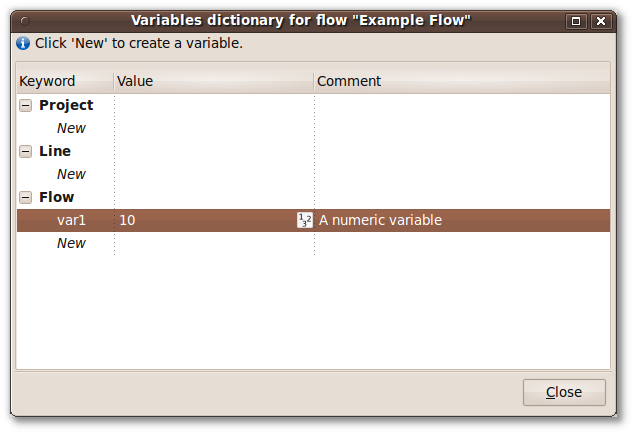 Variables dictionary for flow "Example Flow"
Click 'New' to create a variable.
Keyword Value Comment
Project
New
Line
New
Flow
var1 10 123 A numeric variable
New
Close